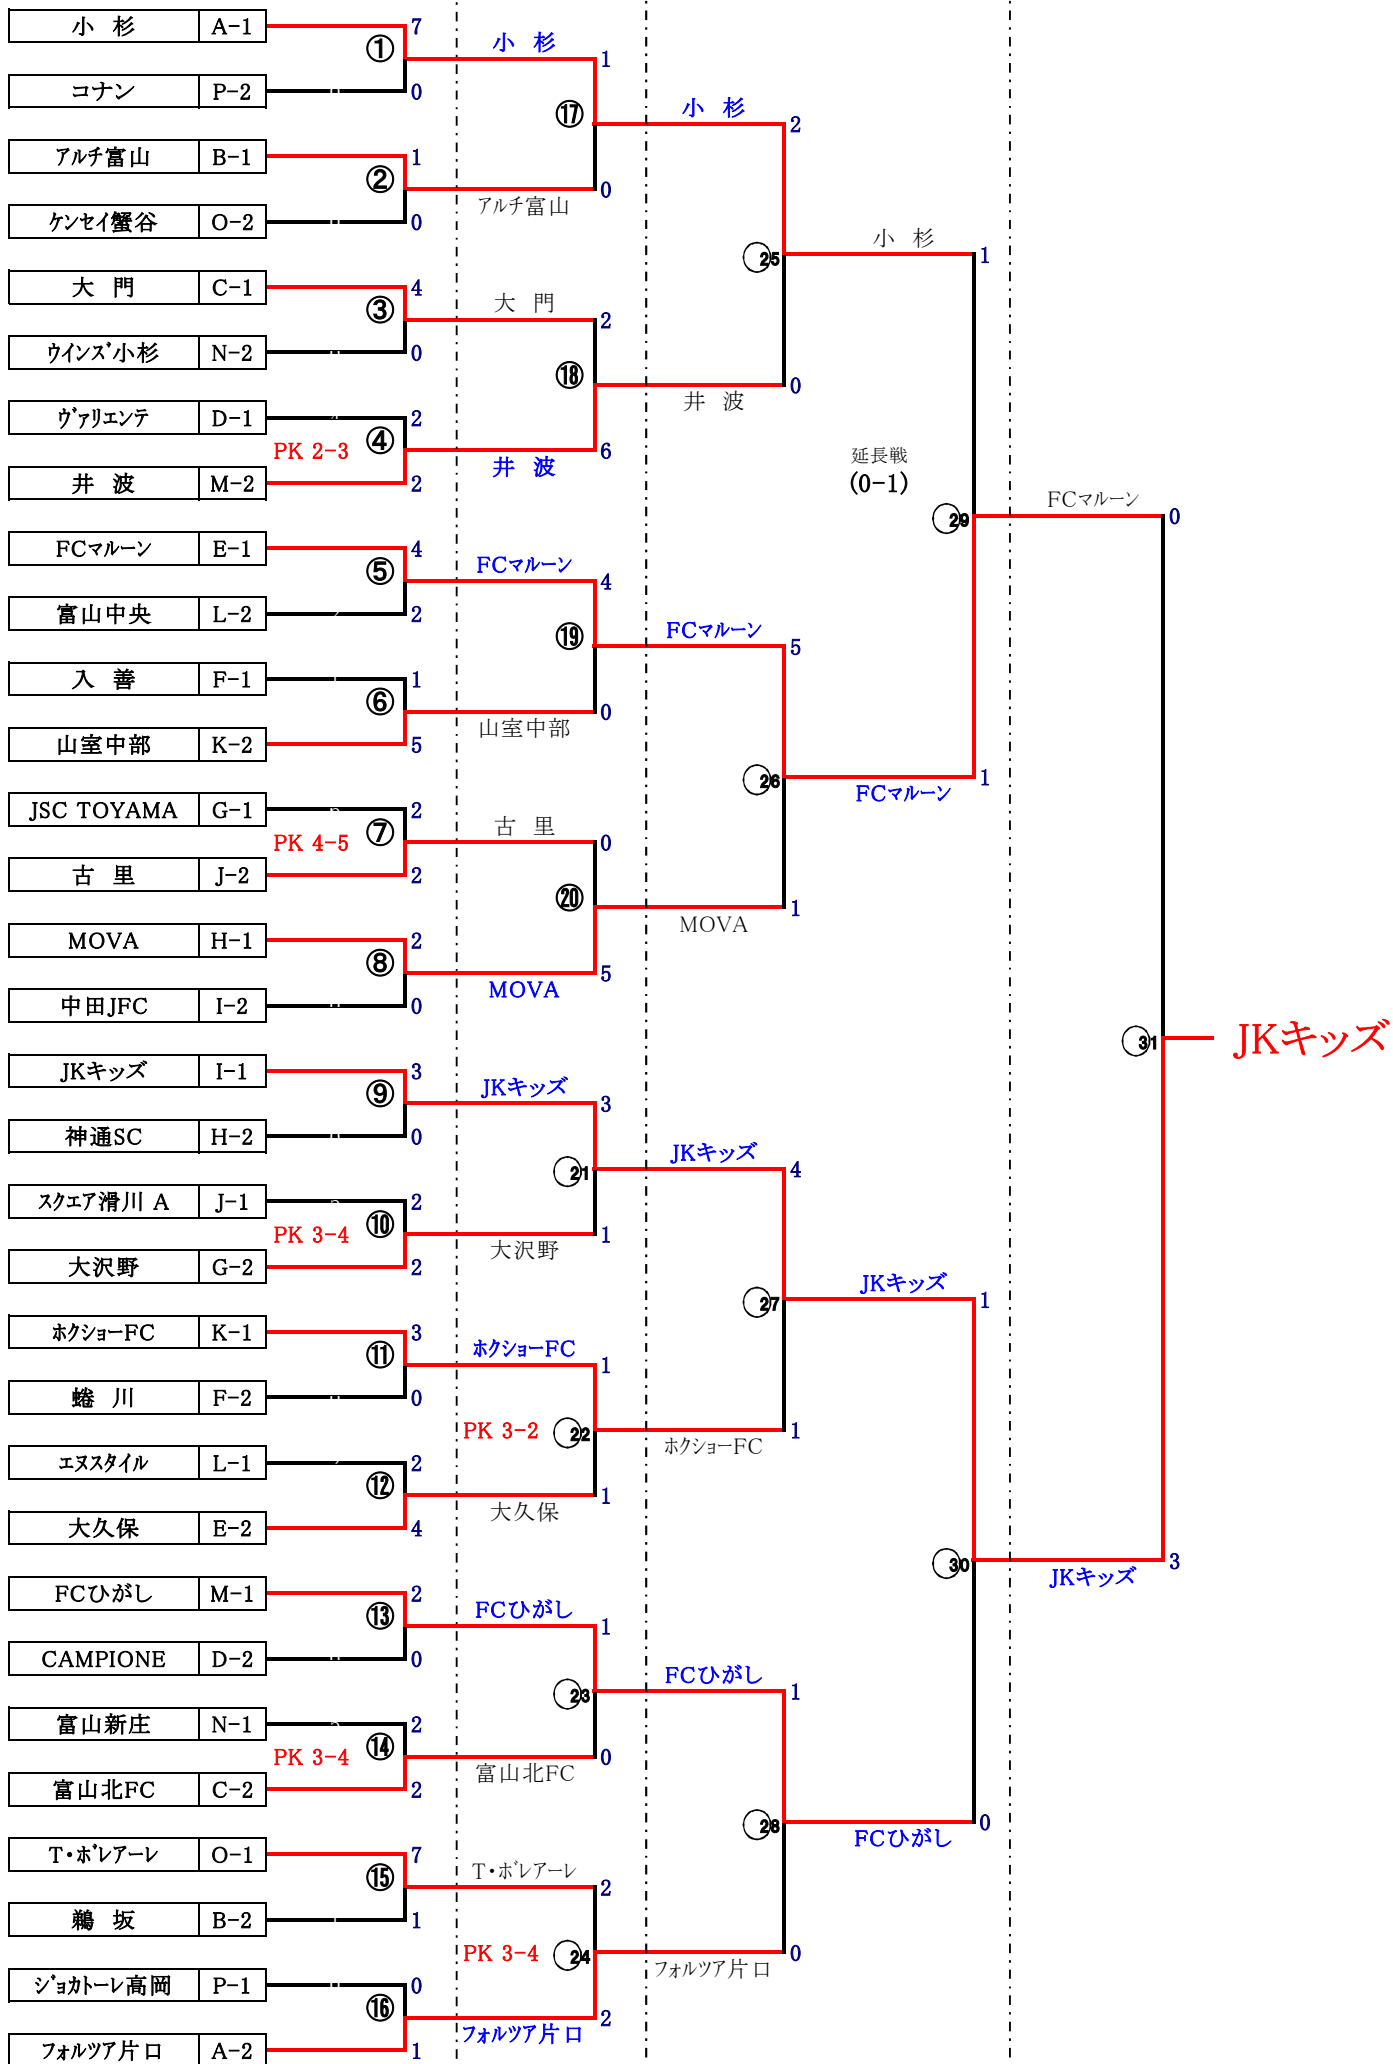 小 杉 A-1 7
① 小 杉 1
コナン P-2 0
⑰ 小 杉 2
アルチ富山 B-1 1
② アルチ富山 0
ケンセイ蟹谷 O-2 0
25 小 杉 1
大 門 C-1 4
③ 大 門 2
ウインズ小杉 N-2 0
⑱ 井 波 0
ヴァリエンテ D-1 2
PK 2-3 ④ 井 波 6
井 波 M-2 2
延長戦
(0-1)
29 FCマルーン 0
FCマルーン E-1 4
⑤ FCマルーン 4
富山中央 L-2 2
⑲ FCマルーン 5
入 善 F-1 1
⑥ 山室中部 0
山室中部 K-2 5
26 FCマルーン 1
JSC TOYAMA G-1 2
PK 4-5 ⑦ 古 里 0
古 里 J-2 2
⑳ MOVA 1
MOVA H-1 2
⑧ MOVA 5
中田JFC I-2 0
31 JKキッズ
JKキッズ I-1 3
⑨ JKキッズ 3
神通SC H-2 0
21 JKキッズ 4
スクエア滑川 A J-1 2
PK 3-4 ⑩ 大沢野 1
大沢野 G-2 2
27 JKキッズ 1
ホクショーFC K-1 3
⑪ ホクショーFC 1
蜷 川 F-2 0
PK 3-2 22 ホクショーFC 1
エヌスタイル L-1 2
⑫ 大久保 1
大久保 E-2 4
30 JKキッズ 3
FCひがし M-1 2
⑬ FCひがし 1
CAMPIONE D-2 0
23 FCひがし 1
富山新庄 N-1 2
PK 3-4 ⑭ 富山北FC 0
富山北FC C-2 2
28 FCひがし 0
T・ボレアーレ O-1 7
⑮ T・ボレアーレ 2
鵜 坂 B-2 1
PK 3-4 24 フォルツア片口 0
ジョカトーレ高岡 P-1 0
⑯ フォルツア片口 2
フォルツア片口 A-2 1